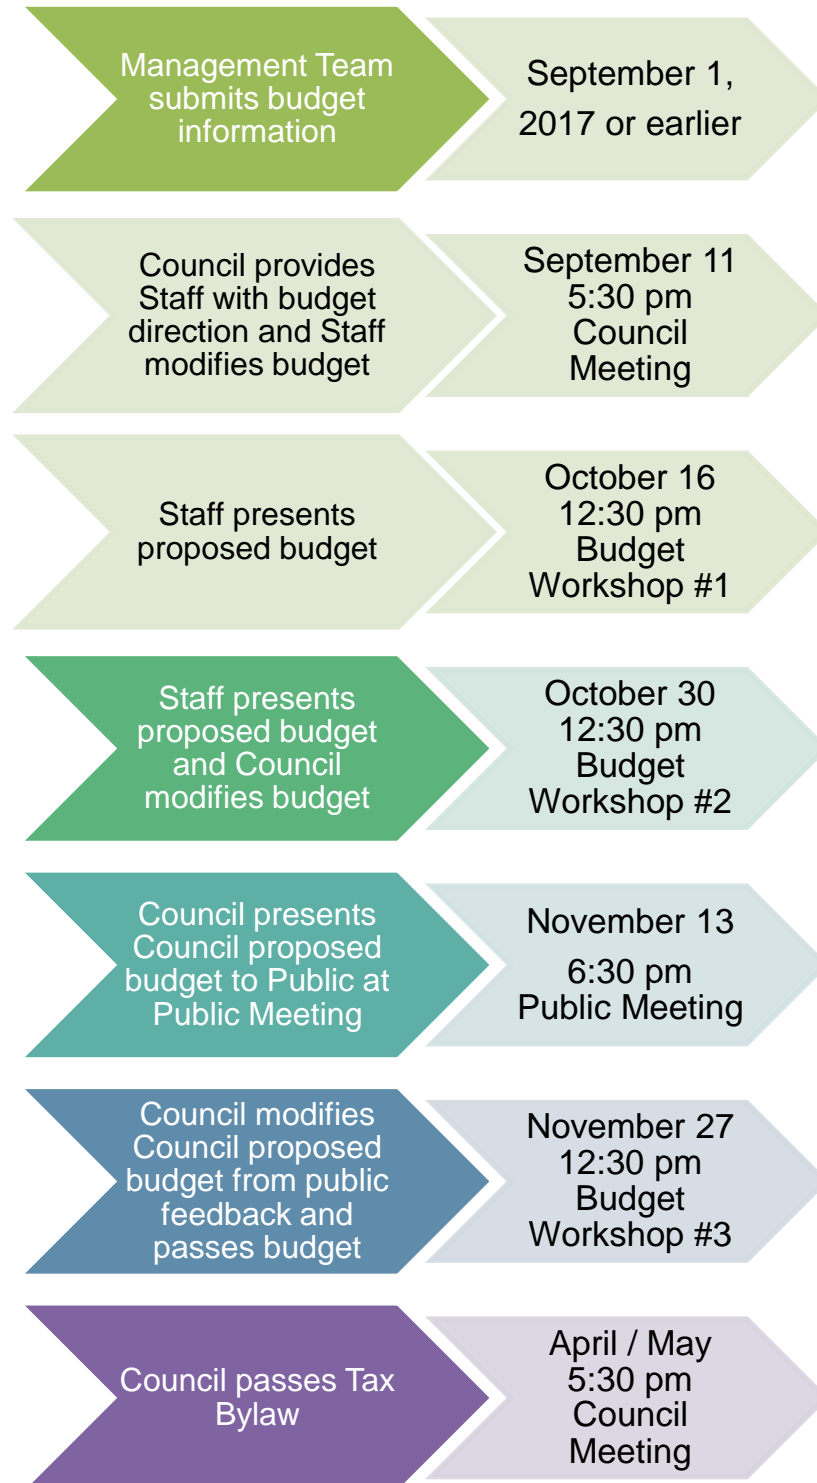 Management Team
submits budget
information
September 1,
2017 or earlier
Council provides
Staff with budget
direction and Staff
modifies budget
September 11
5:30 pm
Council
Meeting
Staff presents
proposed budget
October 16
12:30 pm
Budget
Workshop #1
Staff presents
proposed budget
and Council
modifies budget
October 30
12:30 pm
Budget
Workshop #2
Council presents
Council proposed
budget to Public at
Public Meeting
November 13
6:30 pm
Public Meeting
Council modifies
Council proposed
budget from public
feedback and
passes budget
November 27
12:30 pm
Budget
Workshop #3
Council passes Tax
Bylaw
April / May
5:30 pm
Council
Meeting